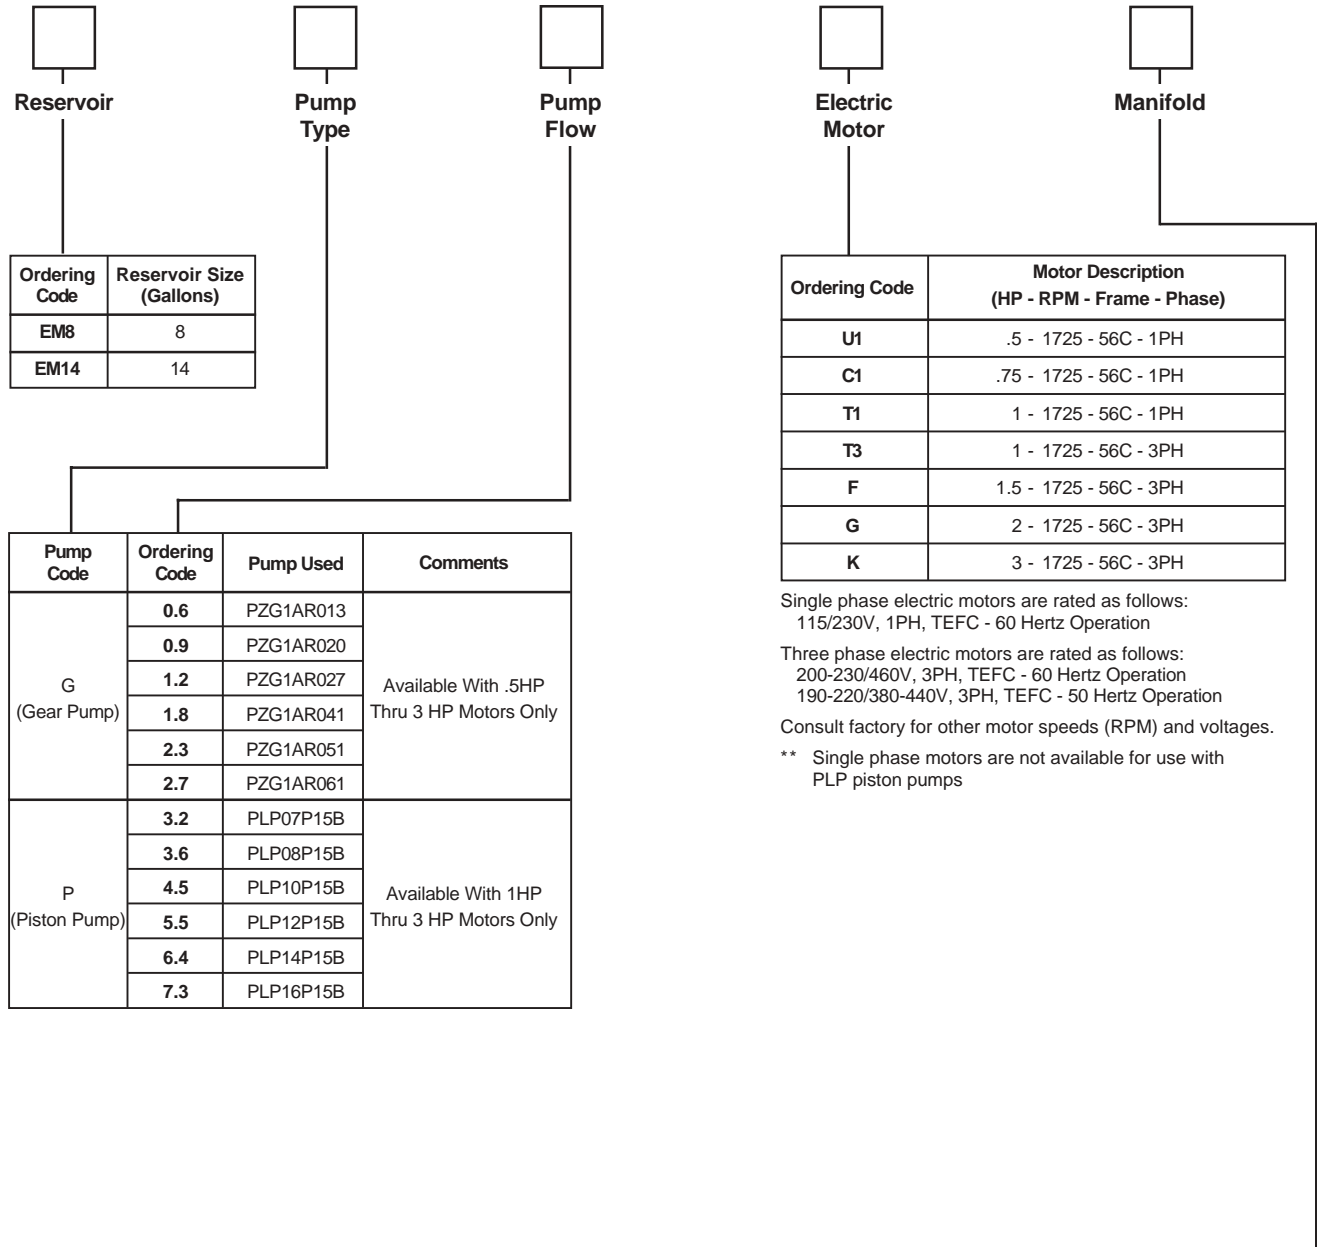 Reservoir
Pump
Type
Pump
Flow
Electric
Motor
Manifold
Ordering
Code
Reservoir Size
(Gallons)
EM8 8
EM14 14
Ordering Code
Motor Description
(HP - RPM - Frame - Phase)
U1 .5 - 1725 - 56C - 1PH
C1 .75 - 1725 - 56C - 1PH
T1 1 - 1725 - 56C - 1PH
T3 1 - 1725 - 56C - 3PH
F 1.5 - 1725 - 56C - 3PH
G 2 - 1725 - 56C - 3PH
K 3 - 1725 - 56C - 3PH
Single phase electric motors are rated as follows:
115/230V, 1PH, TEFC - 60 Hertz Operation
Three phase electric motors are rated as follows:
200-230/460V, 3PH, TEFC - 60 Hertz Operation
190-220/380-440V, 3PH, TEFC - 50 Hertz Operation
Consult factory for other motor speeds (RPM) and voltages.
** Single phase motors are not available for use with
PLP piston pumps
Pump
Code
Ordering
Code
Pump Used
Comments
G
(Gear Pump)
0.6 PZG1AR013
0.9 PZG1AR020
1.2 PZG1AR027
1.8 PZG1AR041
2.3 PZG1AR051
2.7 PZG1AR061
Available With .5HP
Thru 3 HP Motors Only
P
(Piston Pump)
3.2 PLP07P15B
3.6 PLP08P15B
4.5 PLP10P15B
5.5 PLP12P15B
6.4 PLP14P15B
7.3 PLP16P15B
Available With 1HP
Thru 3 HP Motors Only